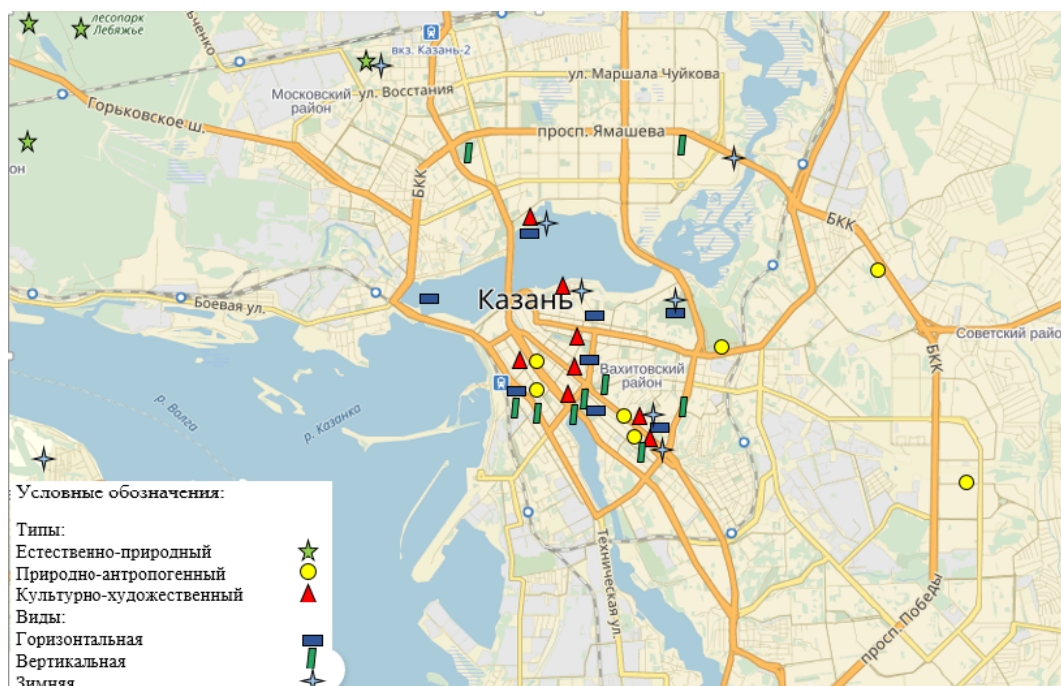 лесопарк
Лебяжье
ьченко
вкз. Казань-2
ул. Маршала Чуйкова
Московский
район
ул. Восстания
Горьковское ш.
просп. Ямашева
он
БКК
БКК
Казань
Боевая ул.
Советский райо
Вахитовский
район
БКК
р. Волга
р. Казанка
Техническая ул.
просп. Победы
Условные обозначения:
Типы:
Естественно-природный
Природно-антропогенный
Культурно-художественный
Виды:
Горизонтальная
Вертикальная
Зимняя